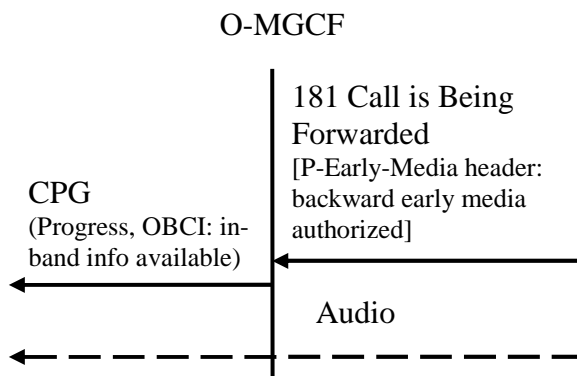 O-MGCF
181 Call is Being
Forwarded
[P-Early-Media header:
backward early media
authorized]
CPG
(Progress, OBCI: in-
band info available)
Audio